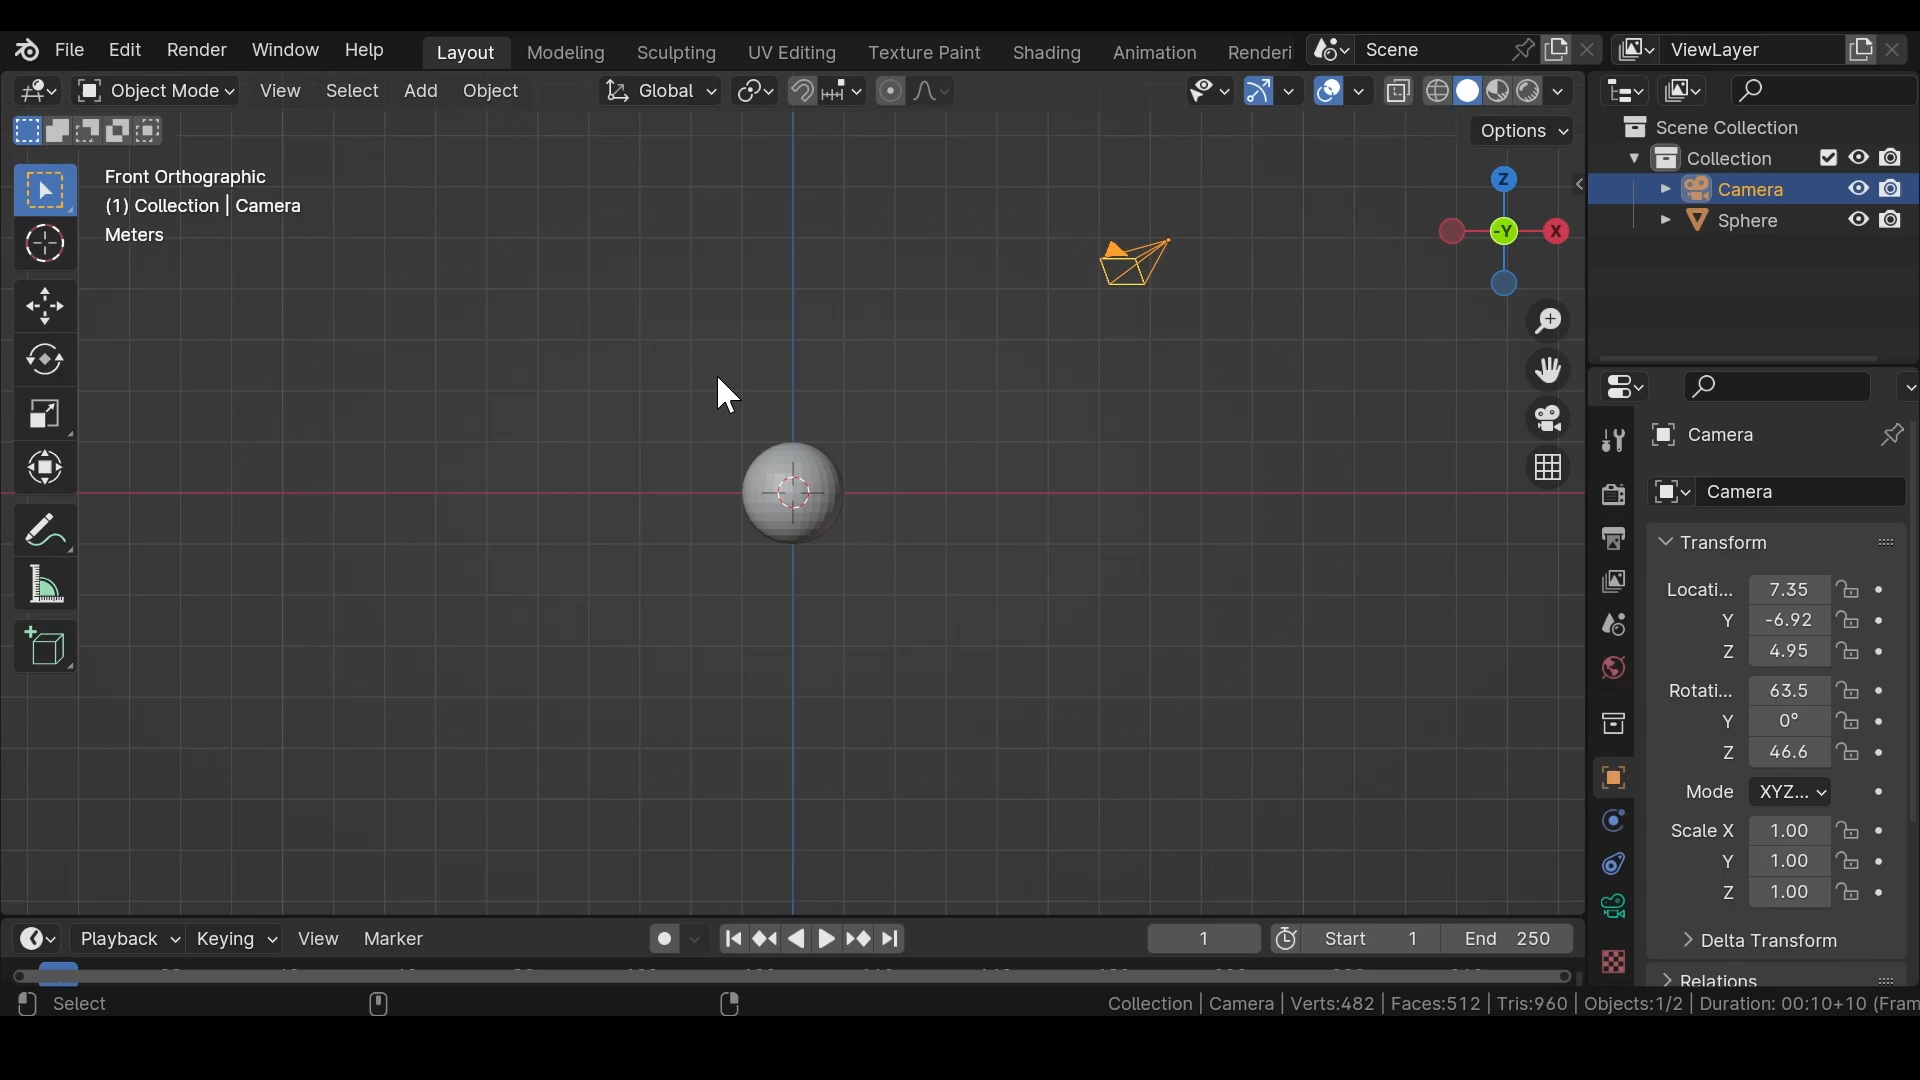 File Edit Render Window Help Layout Modeling Sculpting UV Editing Texture Paint Shading Animation Renderi Scene ViewLayer
Object Mode View Select Add Object Global
Options
Scene Collection
Collection
Camera
Sphere
Front Orthographic
(1) Collection | Camera
Meters
Z
-Y X
Camera
Camera
Transform
Locati... 7.35
Y -6.92
Z 4.95
Rotati... 63.5
Y 0°
Z 46.6
Mode XYZ...
Scale X 1.00
Y 1.00
Z 1.00
Delta Transform
Relations
Playback Keying View Marker 1 Start 1 End 250
Select
Collection | Camera | Verts:482 | Faces:512 | Tris:960 | Objects:1/2 | Duration: 00:10+10 (Fram